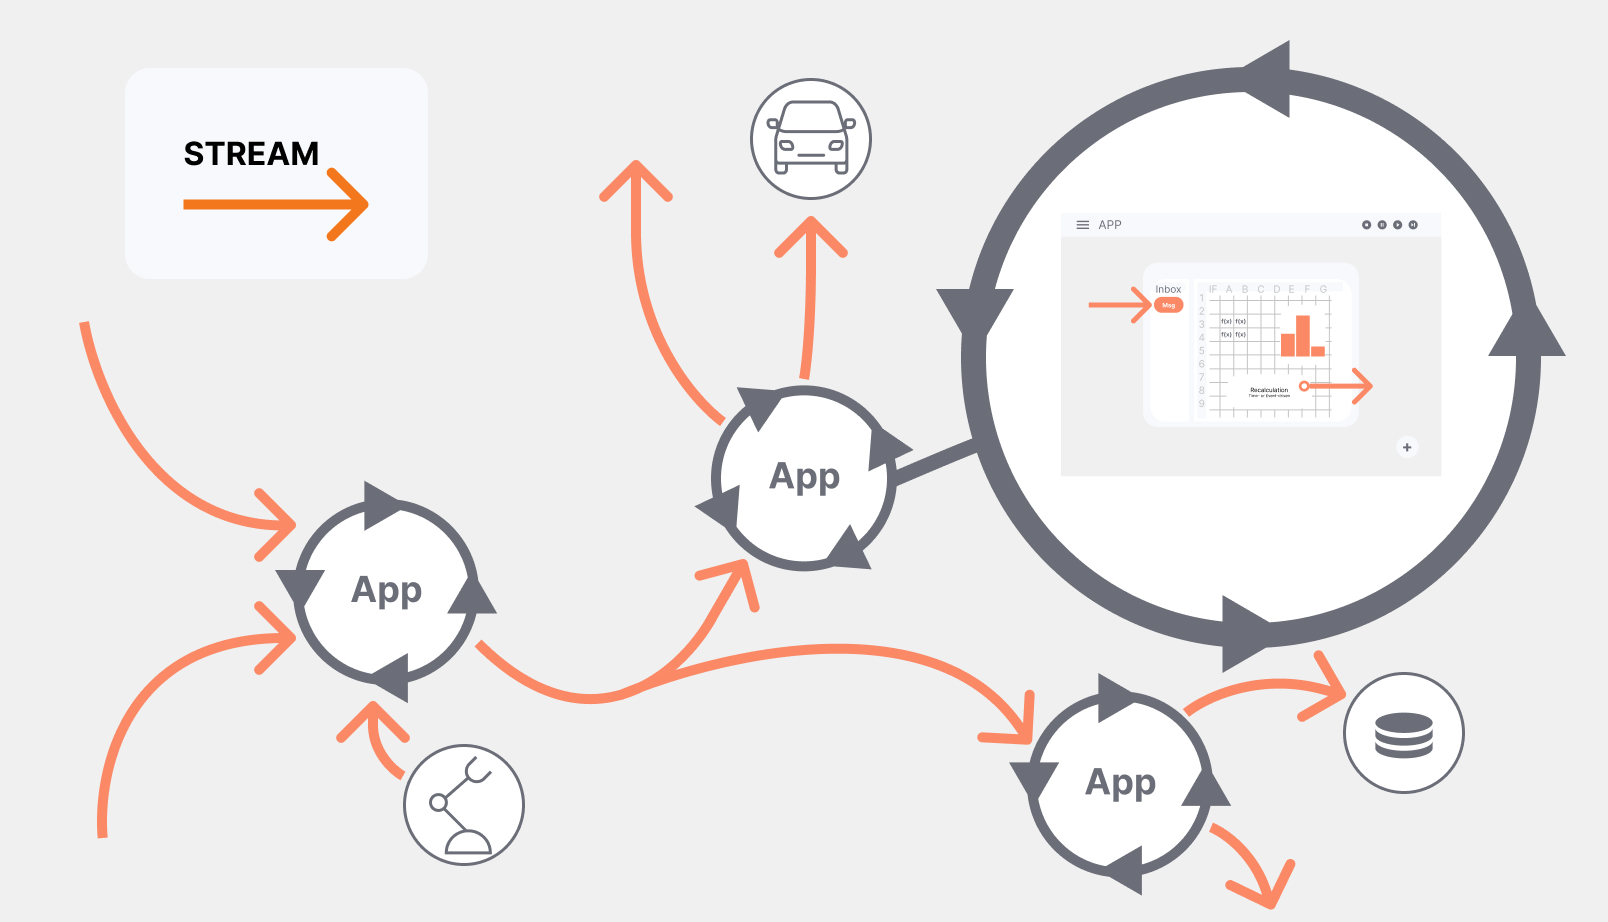 STREAM
APP
Inbox
Msg
IF A B C D E F G
1
2
3
4
5
6
7
8
9
f(x) f(x)
f(x) f(x)
Recalculation
Time- or Event-driven
App
App
App